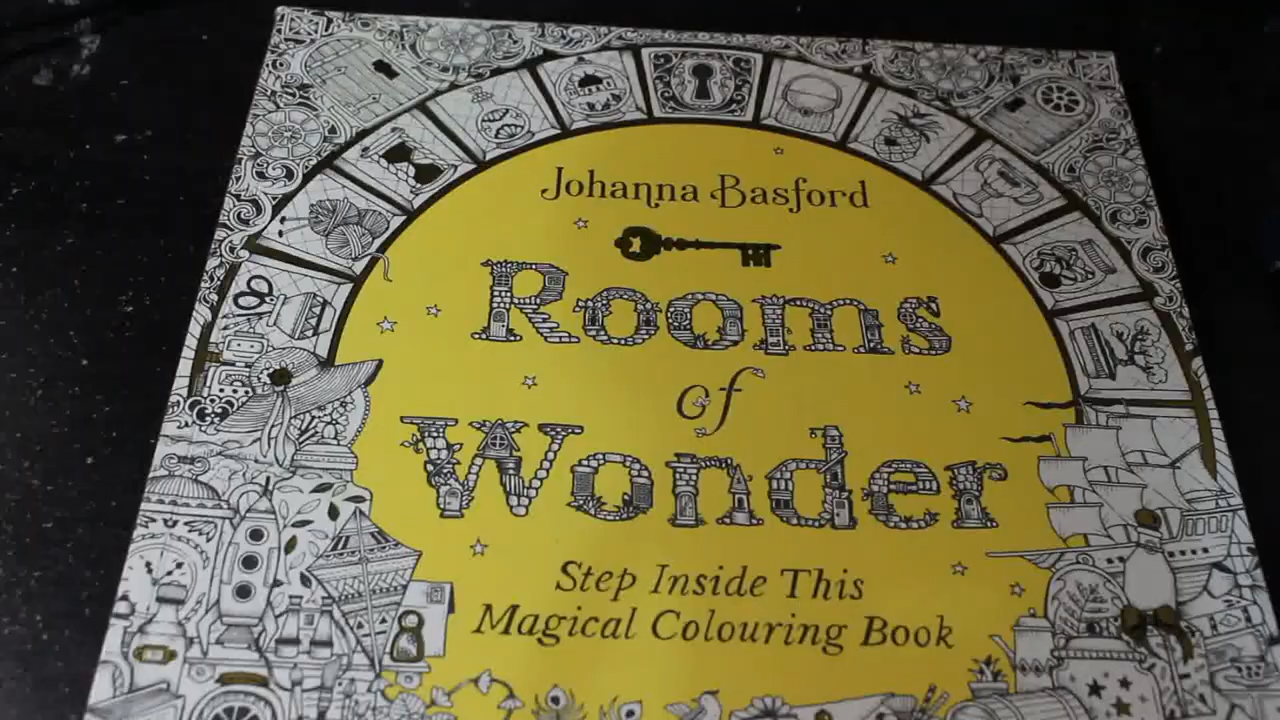 Johanna Basford
Rooms
of
Wonder
Step Inside This
Magical Colouring Book